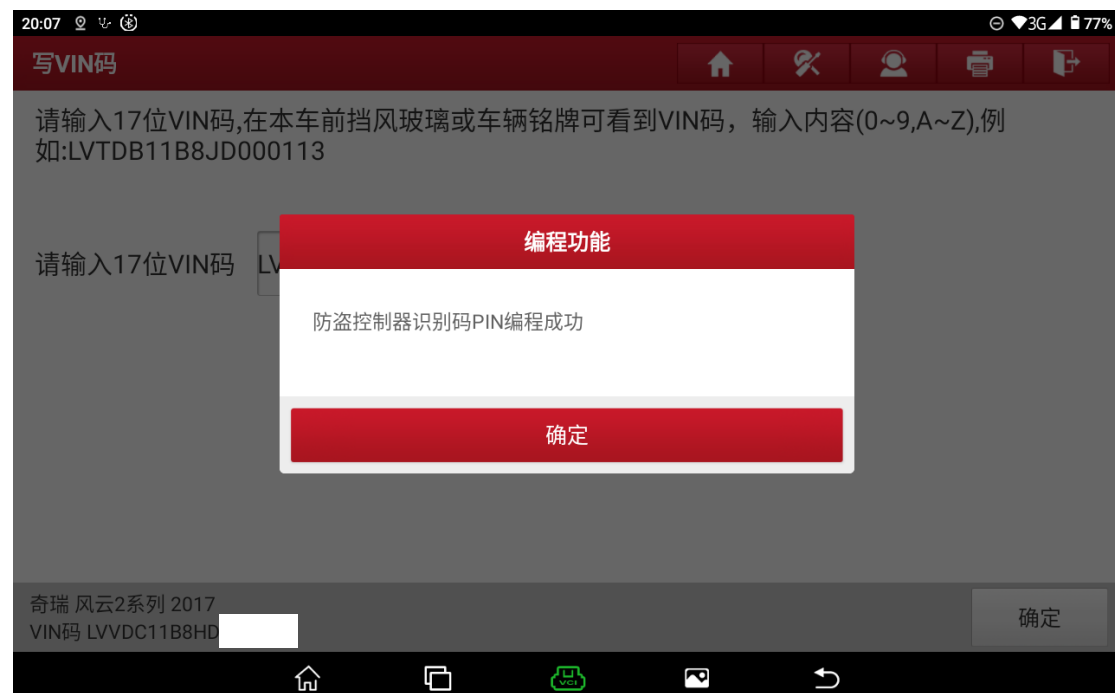 20:07
3G 77%
写VIN码
请输入17位VIN码,在本车前挡风玻璃或车辆铭牌可看到VIN码，输入内容(0~9,A~Z),例
如:LVTDB11B8JD000113
编程功能
请输入17位VIN码 LV
防盗控制器识别码PIN编程成功
确定
奇瑞 风云2系列 2017
VIN码 LVVDC11B8HD
确定
VCI